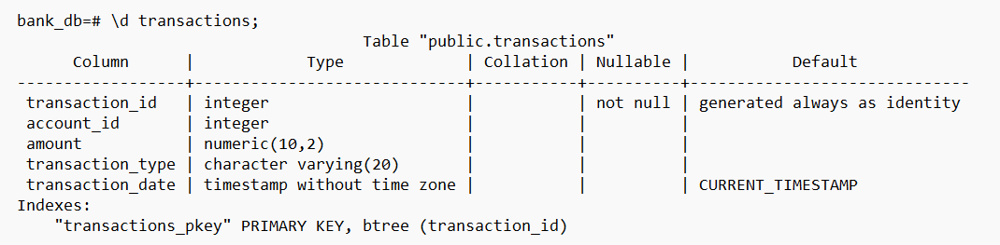 bank_db=# \d transactions;
                                     Table "public.transactions"
      Column      |            Type             | Collation | Nullable |           Default
------------------+-----------------------------+-----------+----------+------------------------------
 transaction_id   | integer                     |           | not null | generated always as identity
 account_id       | integer                     |           |          |
 amount           | numeric(10,2)               |           |          |
 transaction_type | character varying(20)       |           |          |
 transaction_date | timestamp without time zone |           |          | CURRENT_TIMESTAMP
Indexes:
    "transactions_pkey" PRIMARY KEY, btree (transaction_id)